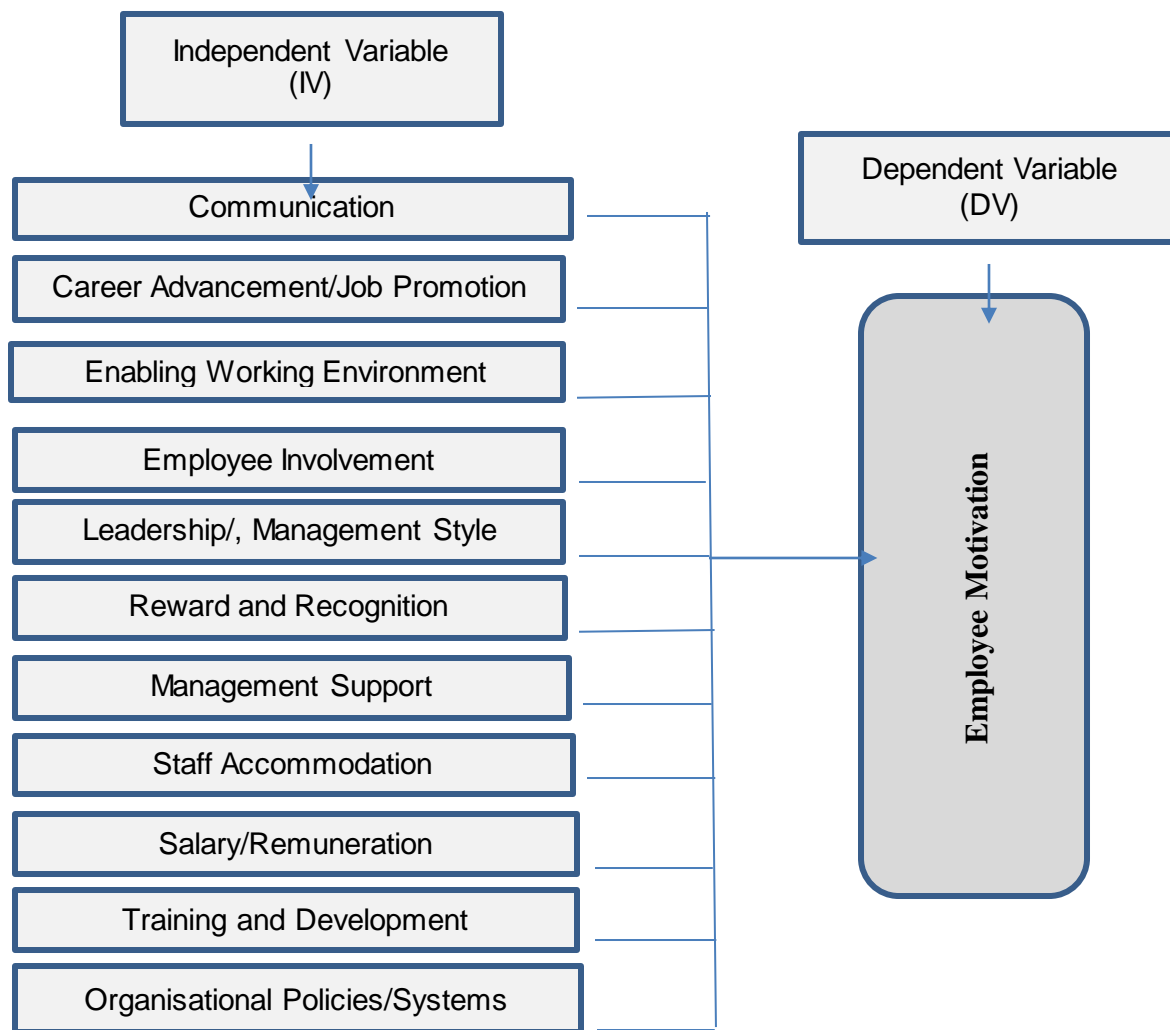 Independent Variable
(IV)
Dependent Variable
(DV)
Communication
Career Advancement/Job Promotion
Enabling Working Environment
Employee Involvement
Leadership/, Management Style
Reward and Recognition
Management Support
Staff Accommodation
Salary/Remuneration
Training and Development
Organisational Policies/Systems
Employee Motivation